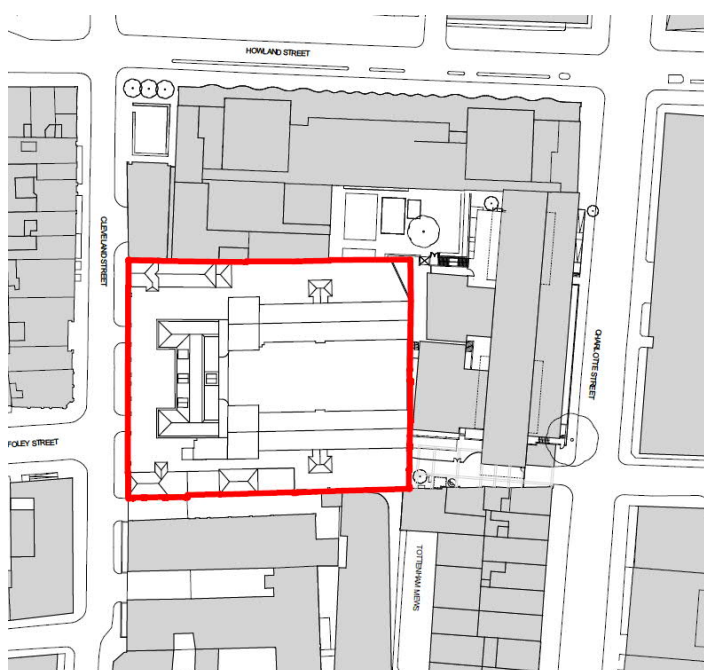 HOWLAND STREET
CLEVELAND STREET
CHARLOTTE STREET
FOLEY STREET
TOTTENHAM MEWS